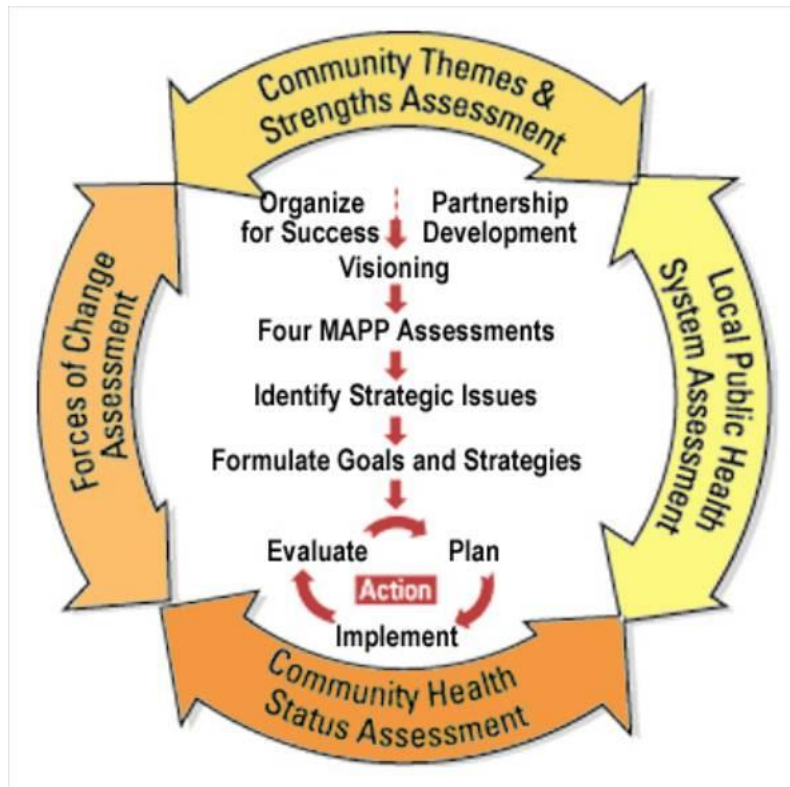 Community Themes &
Strengths Assessment
Organize
for Success
Partnership
Development
Visioning
Four MAPP Assessments
Identify Strategic Issues
Formulate Goals and Strategies
Evaluate
Plan
Action
Implement
Forces of Change
Assessment
Local Public Health
System Assessment
Community Health
Status Assessment